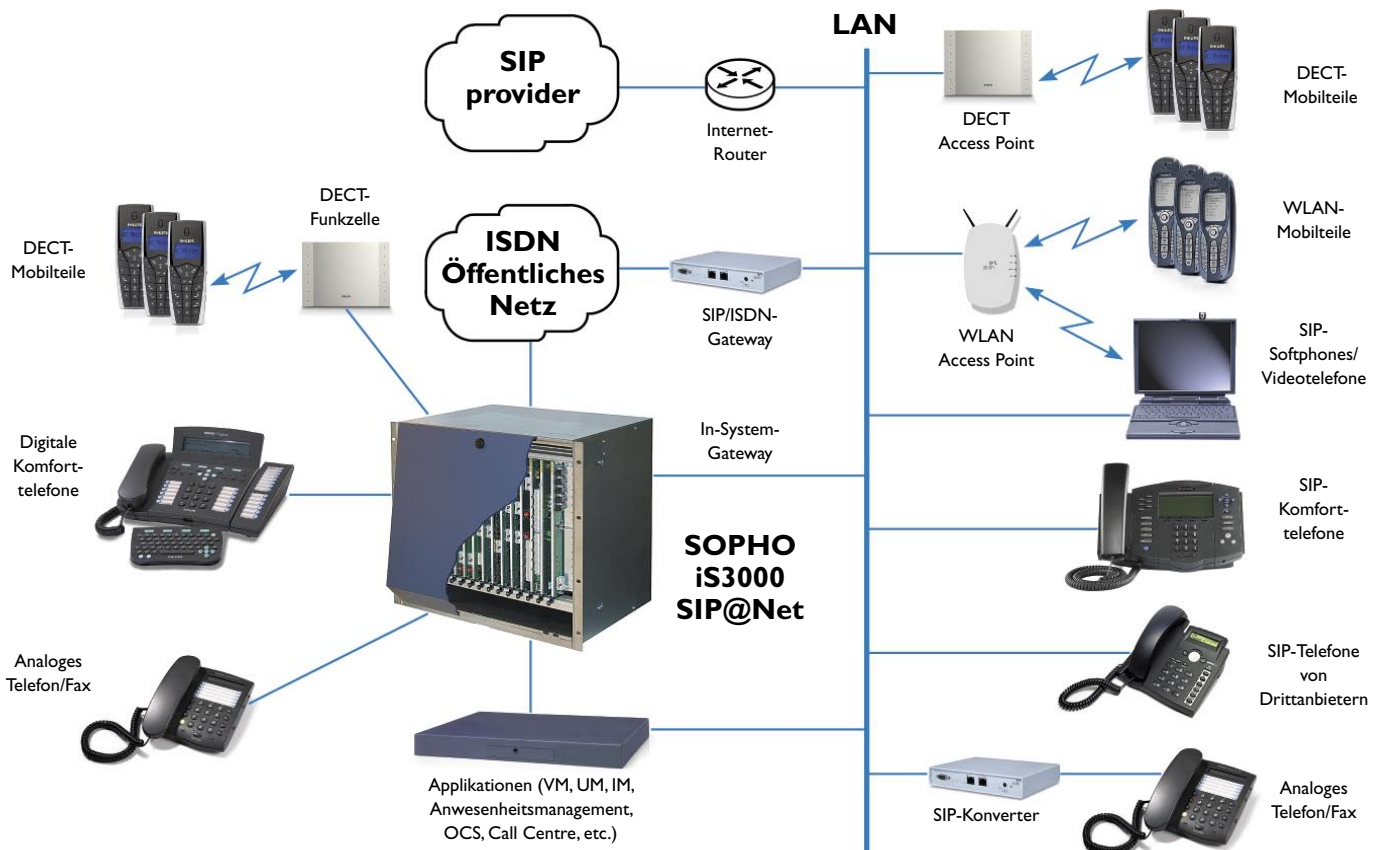 LAN
SIP
provider
Internet-
Router
DECT
Access Point
DECT-
Mobilteile
DECT-
Funkzelle
DECT-
Mobilteile
ISDN
Öffentliches
Netz
SIP/ISDN-
Gateway
WLAN
Access Point
WLAN-
Mobilteile
SIP-
Softphones/
Videotelefone
Digitale
Komfort-
telefone
In-System-
Gateway
SOPHO
iS3000
SIP@Net
SIP-
Komfort-
telefone
Analoges
Telefon/Fax
SIP-Telefone
von
Drittanbietern
Applikationen (VM, UM, IM,
Anwesenheitsmanagement,
OCS, Call Centre, etc.)
SIP-Konverter
Analoges
Telefon/Fax